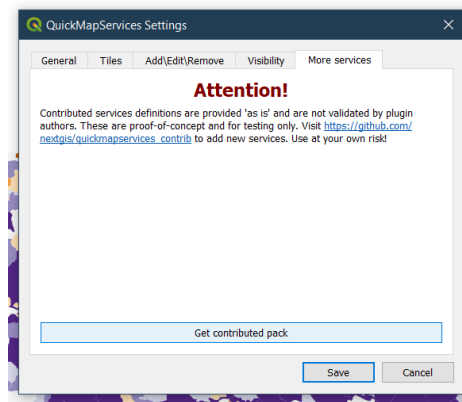 QuickMapServices Settings
General Tiles Add\Edit\Remove Visibility More services
Attention!
Contributed services definitions are provided 'as is' and are not validated by plugin
authors. These are proof-of-concept and for testing only. Visit https://github.com/
nextgis/quickmapservices_contrib to add new services. Use at your own risk!
Get contributed pack
Save Cancel